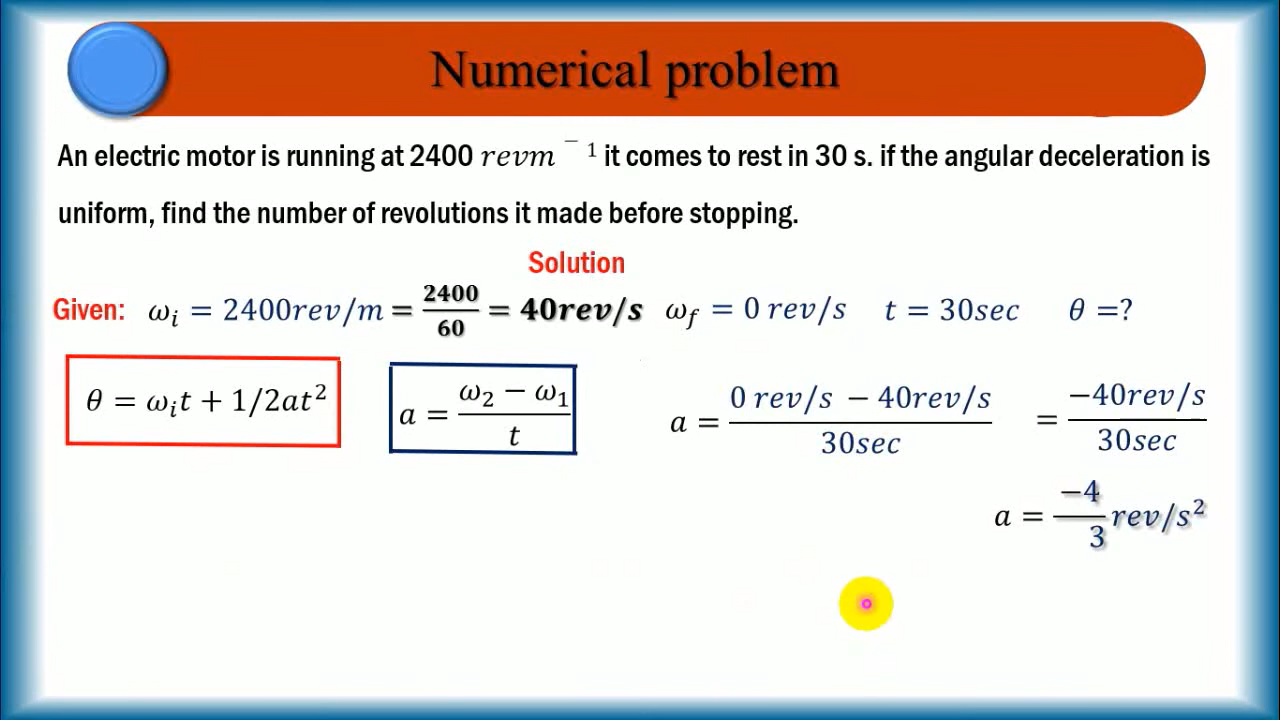 Numerical problem
An electric motor is running at 2400 revm⁻¹ it comes to rest in 30 s. if the angular deceleration is
uniform, find the number of revolutions it made before stopping.
Solution
Given: ωᵢ = 2400rev/m = 2400/60 = 40rev/s ω_f = 0 rev/s t = 30sec θ =?
θ = ωᵢt + 1/2at² a = (ω₂ − ω₁)/t a = (0 rev/s − 40rev/s)/30sec = −40rev/s/30sec
a = −4/3 rev/s²